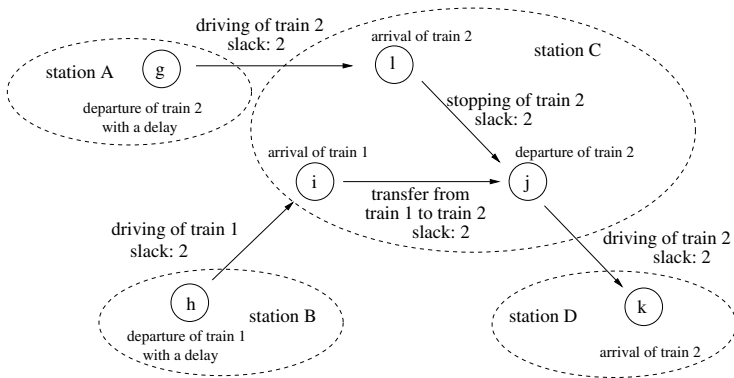 driving of train 2
slack: 2
arrival of train 2
station C
station A
g
l
departure of train 2
with a delay
stopping of train 2
slack: 2
arrival of train 1
departure of train 2
i
j
transfer from
train 1 to train 2
slack: 2
driving of train 1
slack: 2
driving of train 2
slack: 2
h
station B
departure of train 1
with a delay
station D
k
arrival of train 2